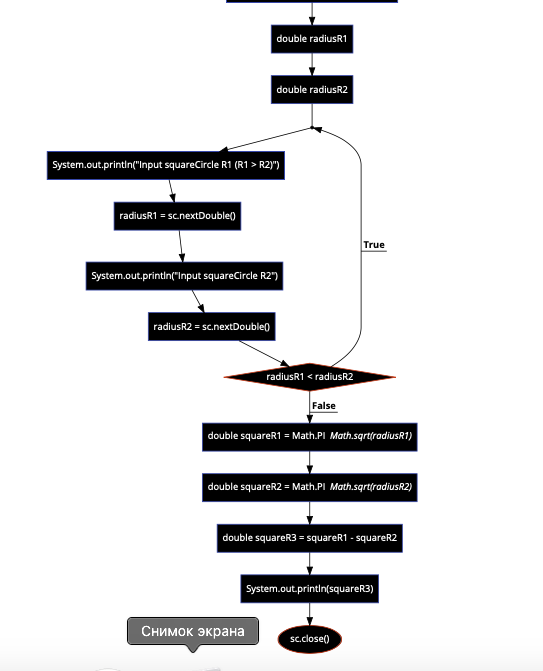 double radiusR1
double radiusR2
System.out.println("Input squareCircle R1 (R1 > R2)")
radiusR1 = sc.nextDouble()
True
System.out.println("Input squareCircle R2")
radiusR2 = sc.nextDouble()
radiusR1 < radiusR2
False
double squareR1 = Math.PI Math.sqrt(radiusR1)
double squareR2 = Math.PI Math.sqrt(radiusR2)
double squareR3 = squareR1 - squareR2
System.out.println(squareR3)
Снимок экрана
sc.close()